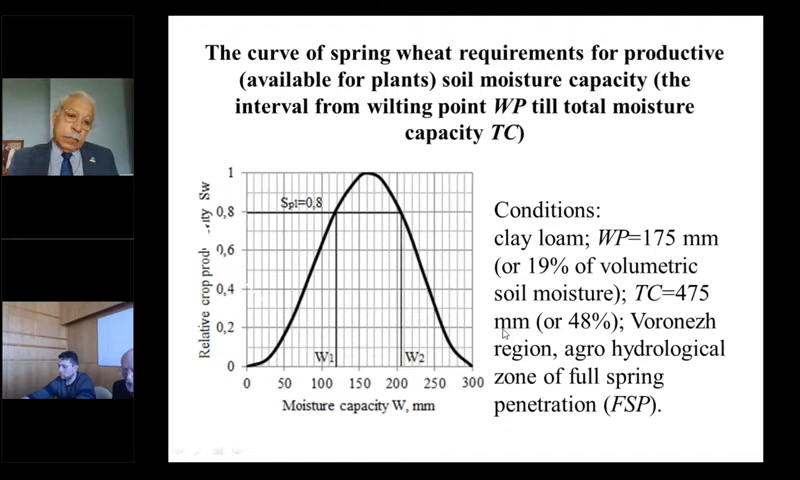 The curve of spring wheat requirements for productive
(available for plants) soil moisture capacity (the
interval from wilting point WP till total moisture
capacity TC)
Relative crop Sw
1
0,8
0,6
0,4
0,2
0
Spl=0,8
W1
W2
0 50 100 150 200 250 300
Moisture capacity W, mm
Conditions:
clay loam; WP=175 mm
(or 19% of volumetric
soil moisture); TC=475
mm (or 48%); Voronezh
region, agro hydrological
zone of full spring
penetration (FSP).